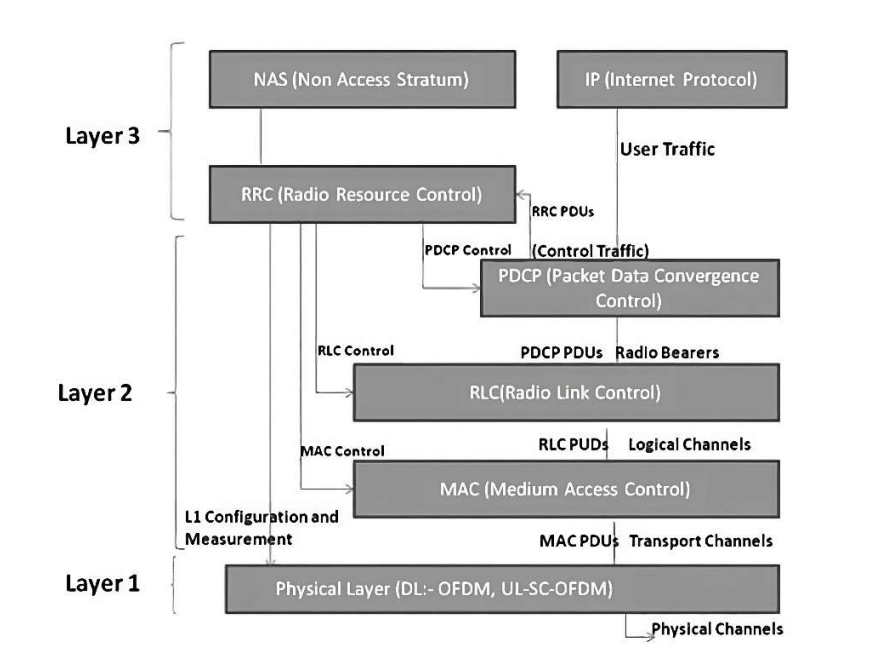 NAS (Non Access Stratum)
IP (Internet Protocol)
Layer 3
User Traffic
RRC (Radio Resource Control)
RRC PDUs
PDCP Control
(Control Traffic)
PDCP (Packet Data Convergence
Control)
RLC Control
PDCP PDUs
Radio Bearers
Layer 2
RLC(Radio Link Control)
RLC PUDs
Logical Channels
MAC Control
MAC (Medium Access Control)
L1 Configuration and
Measurement
MAC PDUs
Transport Channels
Layer 1
Physical Layer (DL:- OFDM, UL-SC-OFDM)
Physical Channels